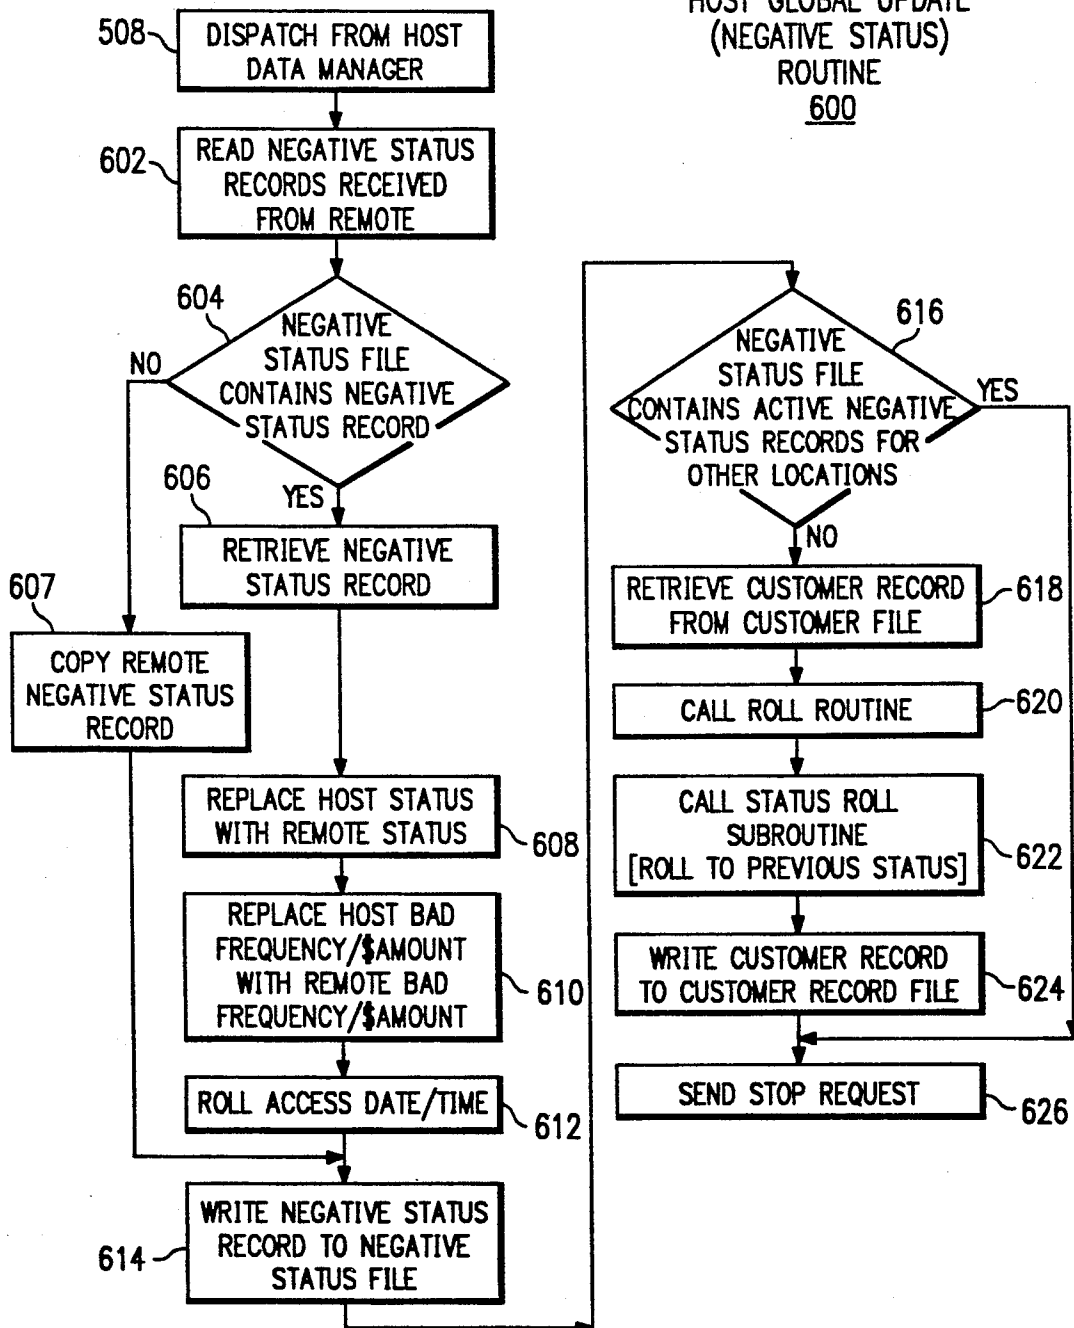 HOST GLOBAL UPDATE
(NEGATIVE STATUS)
ROUTINE
600
508
DISPATCH FROM HOST
DATA MANAGER
602
READ NEGATIVE STATUS
RECORDS RECEIVED
FROM REMOTE
604
NEGATIVE
STATUS FILE
CONTAINS NEGATIVE
STATUS RECORD
NO
YES
606
RETRIEVE NEGATIVE
STATUS RECORD
607
COPY REMOTE
NEGATIVE STATUS
RECORD
REPLACE HOST STATUS
WITH REMOTE STATUS
608
REPLACE HOST BAD
FREQUENCY/$AMOUNT
WITH REMOTE BAD
FREQUENCY/$AMOUNT
610
ROLL ACCESS DATE/TIME
612
WRITE NEGATIVE STATUS
RECORD TO NEGATIVE
STATUS FILE
614
616
NEGATIVE
STATUS FILE
CONTAINS ACTIVE NEGATIVE
STATUS RECORDS FOR
OTHER LOCATIONS
YES
NO
RETRIEVE CUSTOMER RECORD
FROM CUSTOMER FILE
618
CALL ROLL ROUTINE
620
CALL STATUS ROLL
SUBROUTINE
[ROLL TO PREVIOUS STATUS]
622
WRITE CUSTOMER RECORD
TO CUSTOMER RECORD FILE
624
SEND STOP REQUEST
626